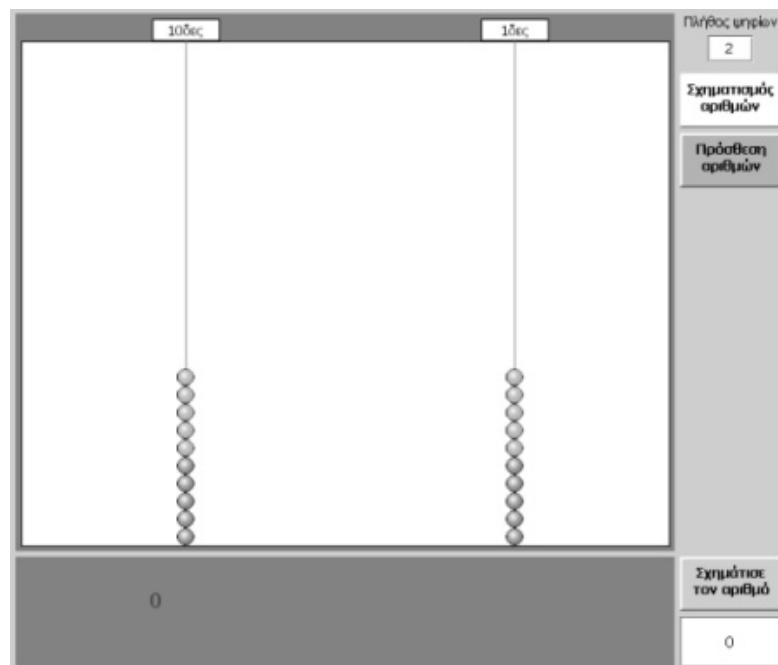 10δες
1δες
Πλήθος ψηφίων
2
Σχηματισμός
αριθμών
Πρόσθεση
αριθμών
0
Σχημάτισε
τον αριθμό
0